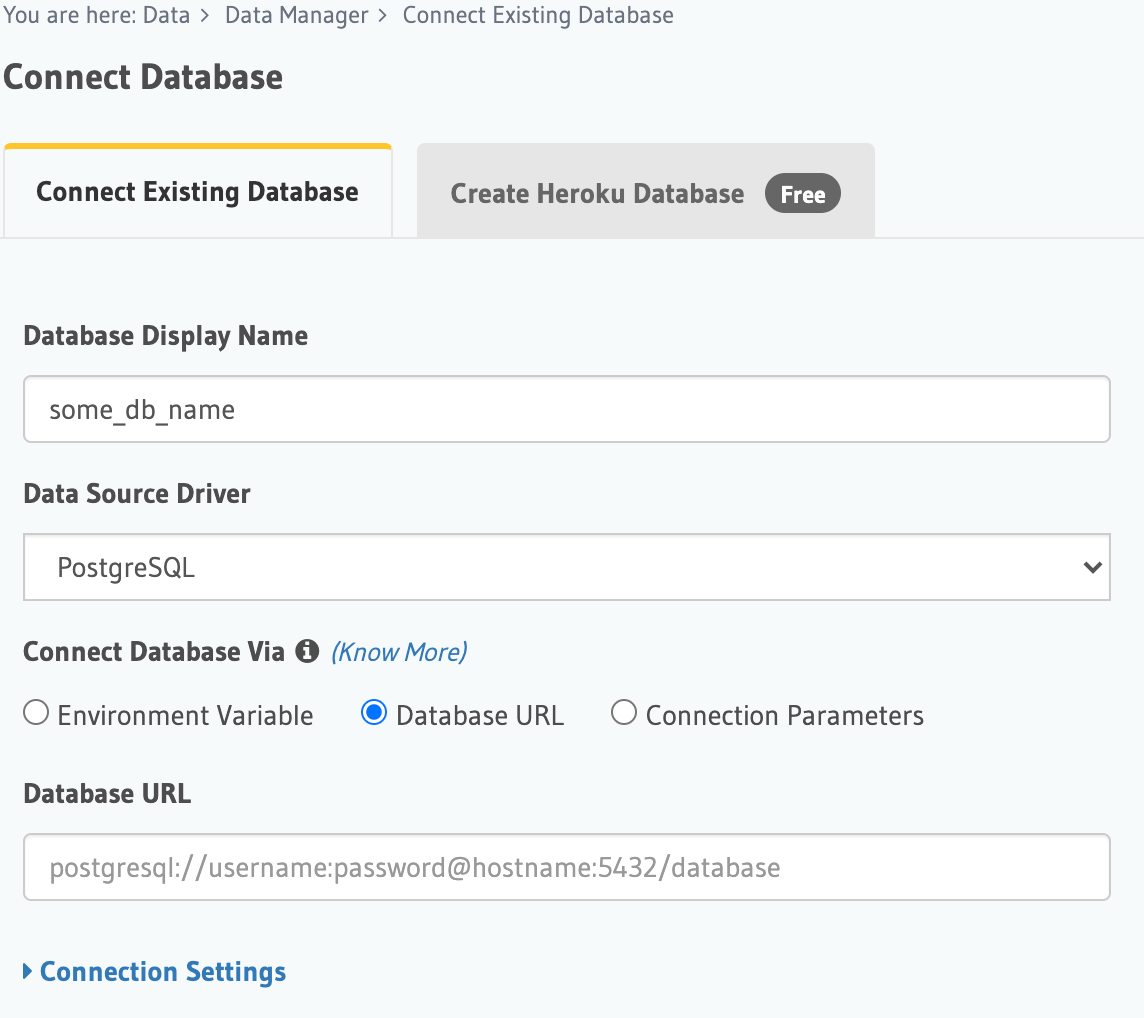 You are here: Data > Data Manager > Connect Existing Database
Connect Database
Connect Existing Database
Create Heroku Database Free
Database Display Name
some_db_name
Data Source Driver
PostgreSQL
Connect Database Via (Know More)
Environment Variable Database URL Connection Parameters
Database URL
postgresql://username:password@hostname:5432/database
Connection Settings